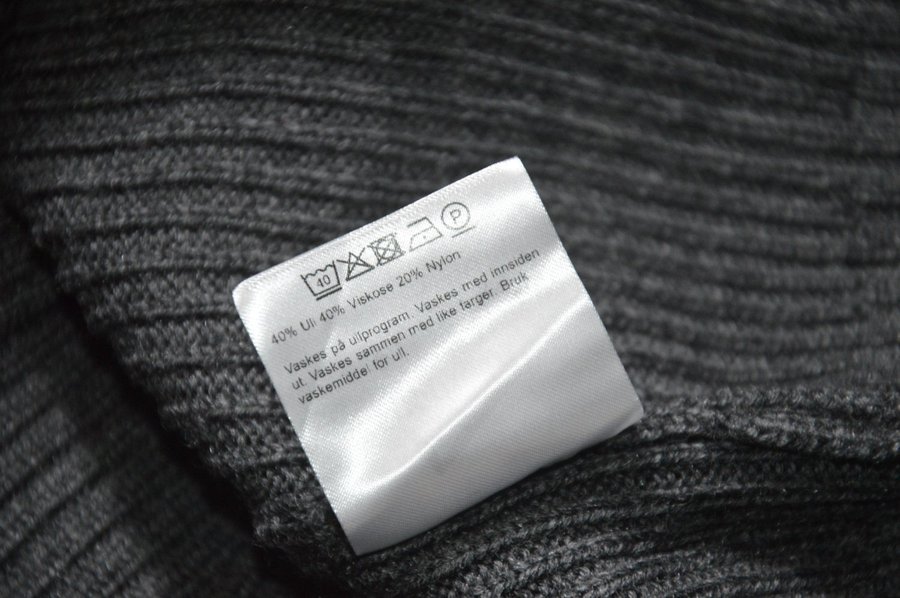 40
P
40% Ull 40% Viskose 20% Nylon
Vaskes på ullprogram. Vaskes med innsiden
ut. Vaskes sammen med like farger. Bruk
vaskemiddel for ull.